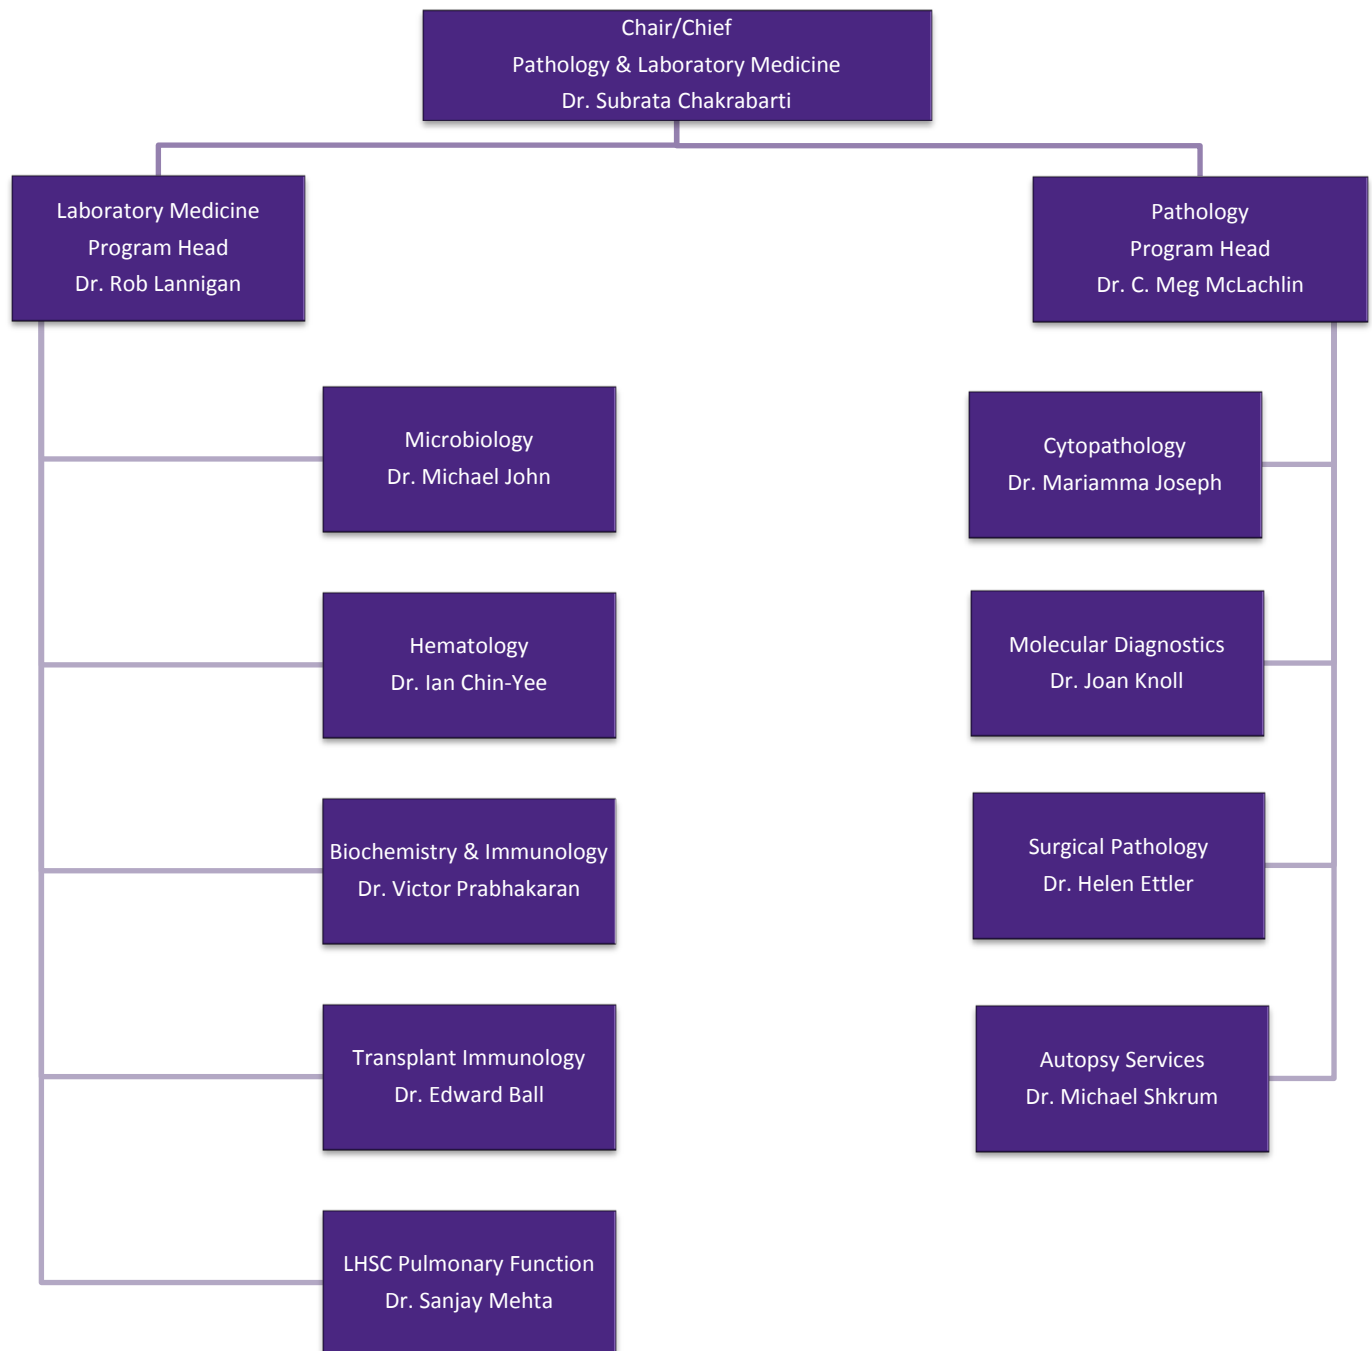 Chair/Chief
Pathology & Laboratory Medicine
Dr. Subrata Chakrabarti
Laboratory Medicine
Program Head
Dr. Rob Lannigan
Pathology
Program Head
Dr. C. Meg McLachlin
Microbiology
Dr. Michael John
Hematology
Dr. Ian Chin-Yee
Biochemistry & Immunology
Dr. Victor Prabhakaran
Transplant Immunology
Dr. Edward Ball
LHSC Pulmonary Function
Dr. Sanjay Mehta
Cytopathology
Dr. Mariamma Joseph
Molecular Diagnostics
Dr. Joan Knoll
Surgical Pathology
Dr. Helen Ettler
Autopsy Services
Dr. Michael Shkrum